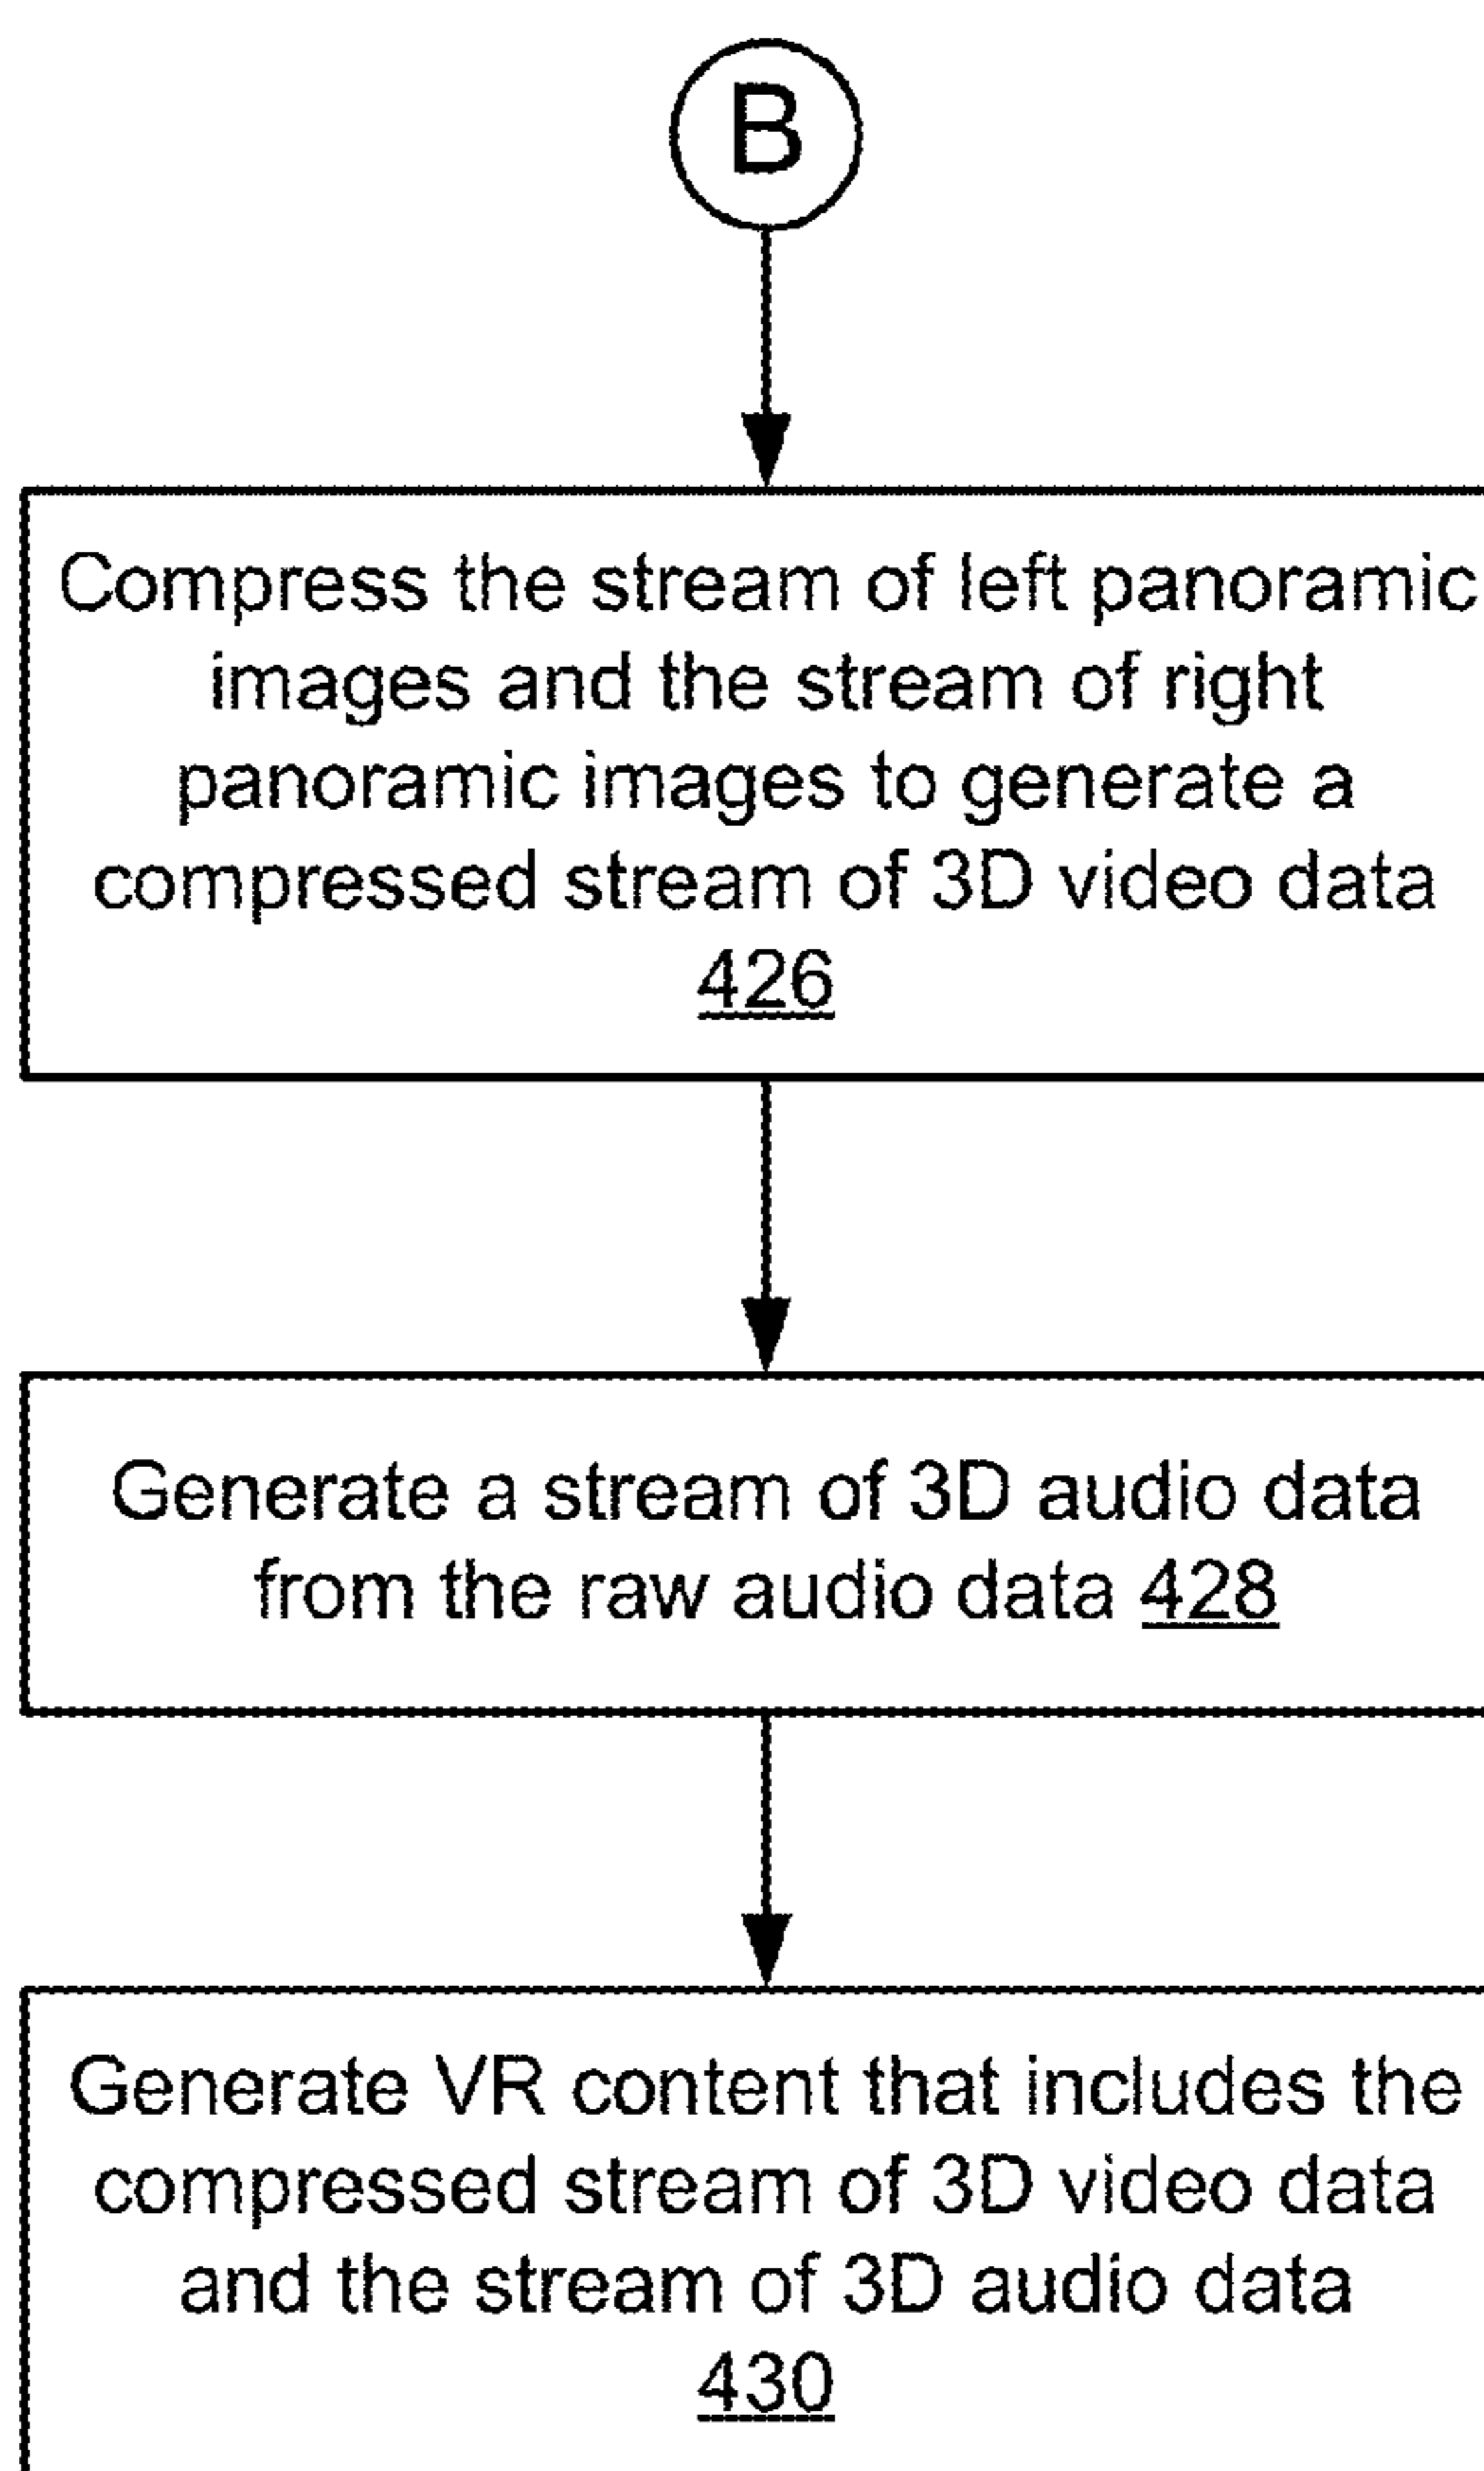 B
Compress the stream of left panoramic
images and the stream of right
panoramic images to generate a
compressed stream of 3D video data
426
Generate a stream of 3D audio data
from the raw audio data 428
Generate VR content that includes the
compressed stream of 3D video data
and the stream of 3D audio data
430